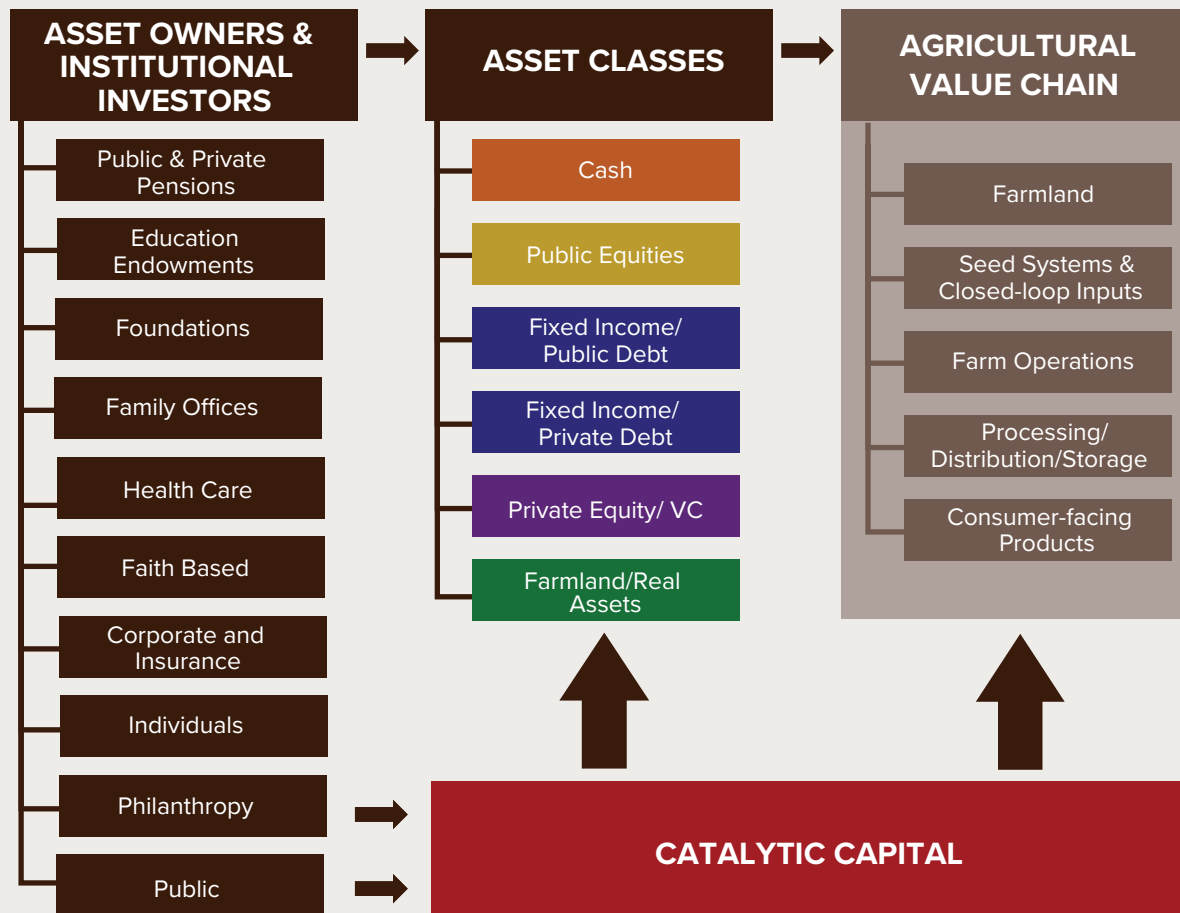 ASSET OWNERS &
INSTITUTIONAL
INVESTORS
Public & Private
Pensions
Education
Endowments
Foundations
Family Offices
Health Care
Faith Based
Corporate and
Insurance
Individuals
Philanthropy
Public
ASSET CLASSES
Cash
Public Equities
Fixed Income/
Public Debt
Fixed Income/
Private Debt
Private Equity/ VC
Farmland/Real
Assets
AGRICULTURAL
VALUE CHAIN
Farmland
Seed Systems &
Closed-loop Inputs
Farm Operations
Processing/
Distribution/Storage
Consumer-facing
Products
CATALYTIC CAPITAL